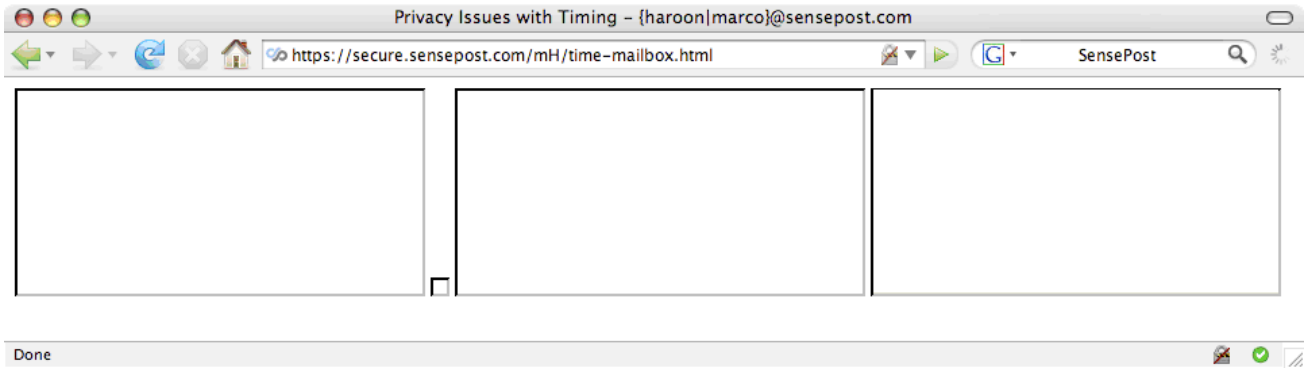 Privacy Issues with Timing – {haroon|marco}@sensepost.com
https://secure.sensepost.com/mH/time-mailbox.html
G
SensePost
Done